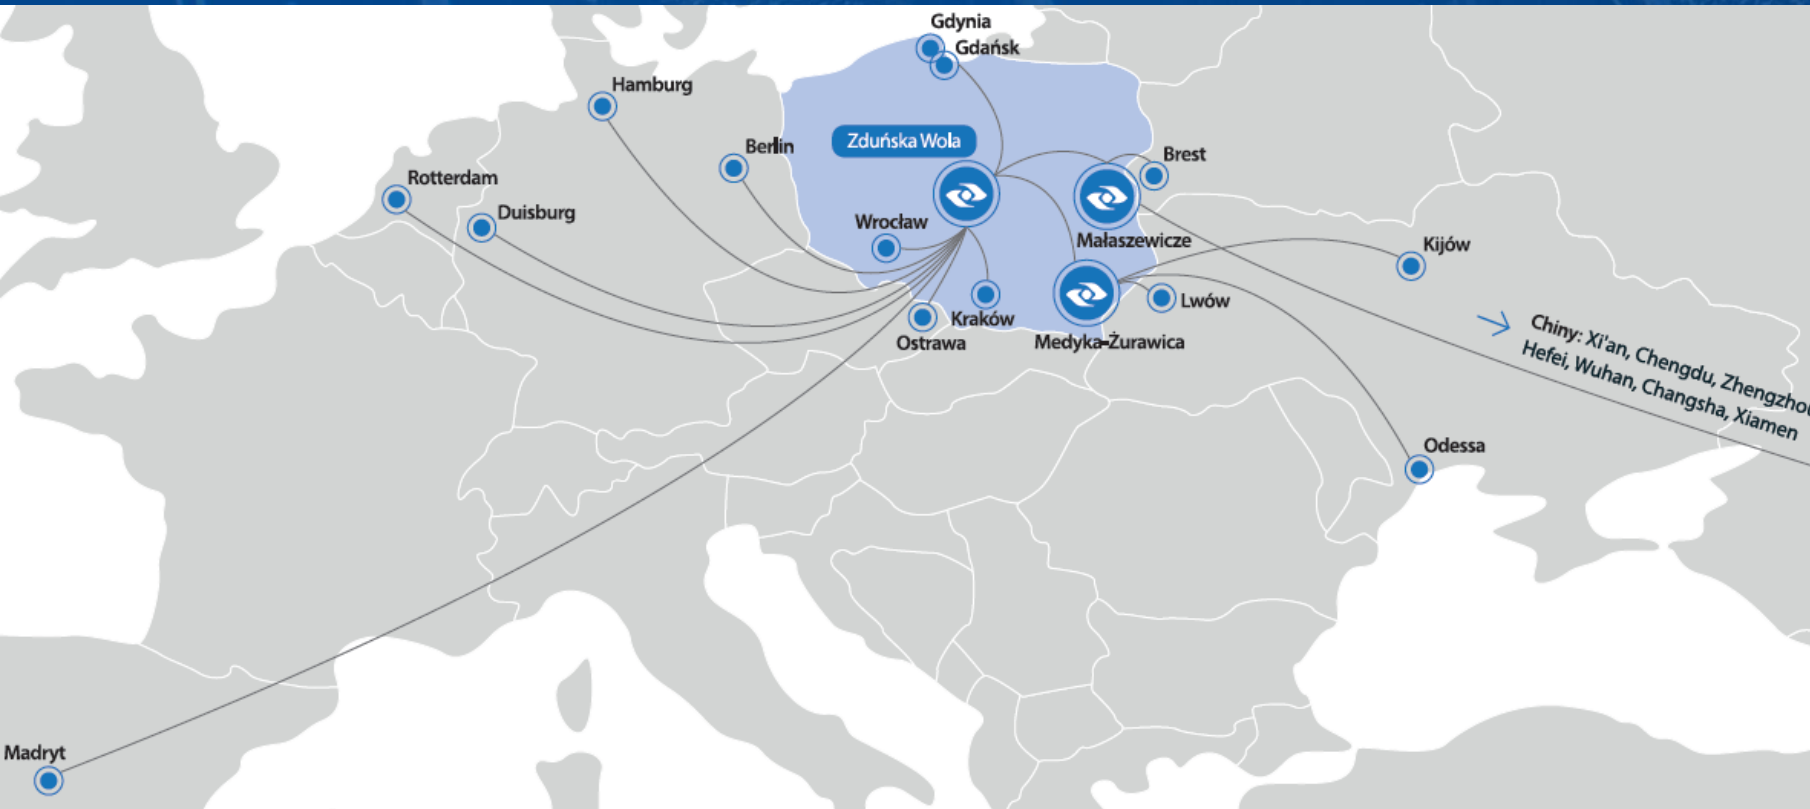 Gdynia
Gdańsk
Hamburg
Berlin
Zduńska Wola
Brest
Rotterdam
Duisburg
Wrocław
Małaszewicze
Kijów
Lwów
Kraków
Ostrawa
Medyka-Żurawica
Chiny: Xi'an, Chengdu, Zhengzhou
Hefei, Wuhan, Changsha, Xiamen
Odessa
Madryt